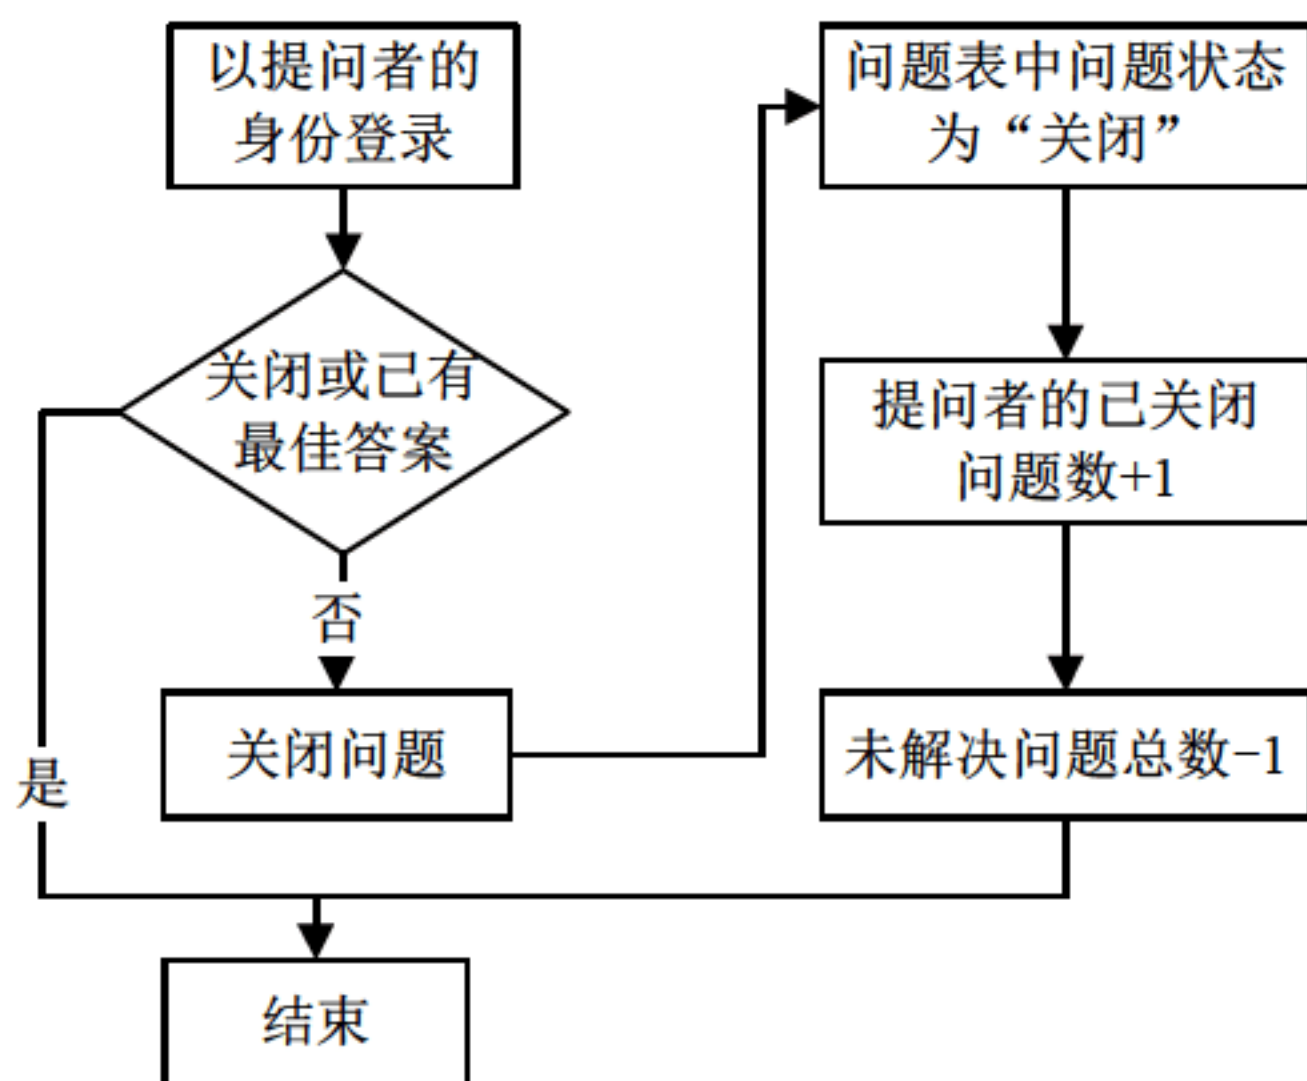 以提问者的
身份登录
关闭或已有
最佳答案
否
是
关闭问题
问题表中问题状态
为“关闭”
提问者的已关闭
问题数+1
未解决问题总数-1
结束